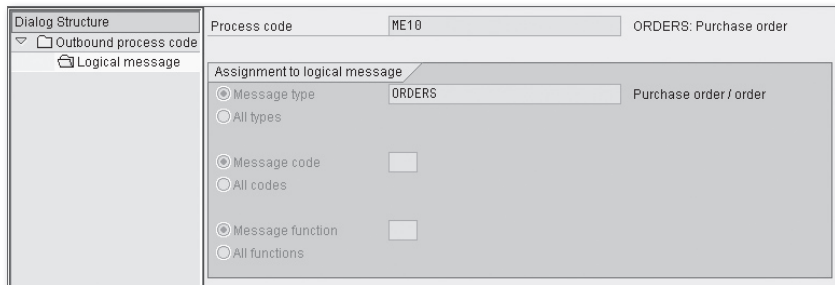 Dialog Structure
Outbound process code
Logical message
Process code ME10 ORDERS: Purchase order
Assignment to logical message
Message type ORDERS Purchase order / order
All types
Message code
All codes
Message function
All functions